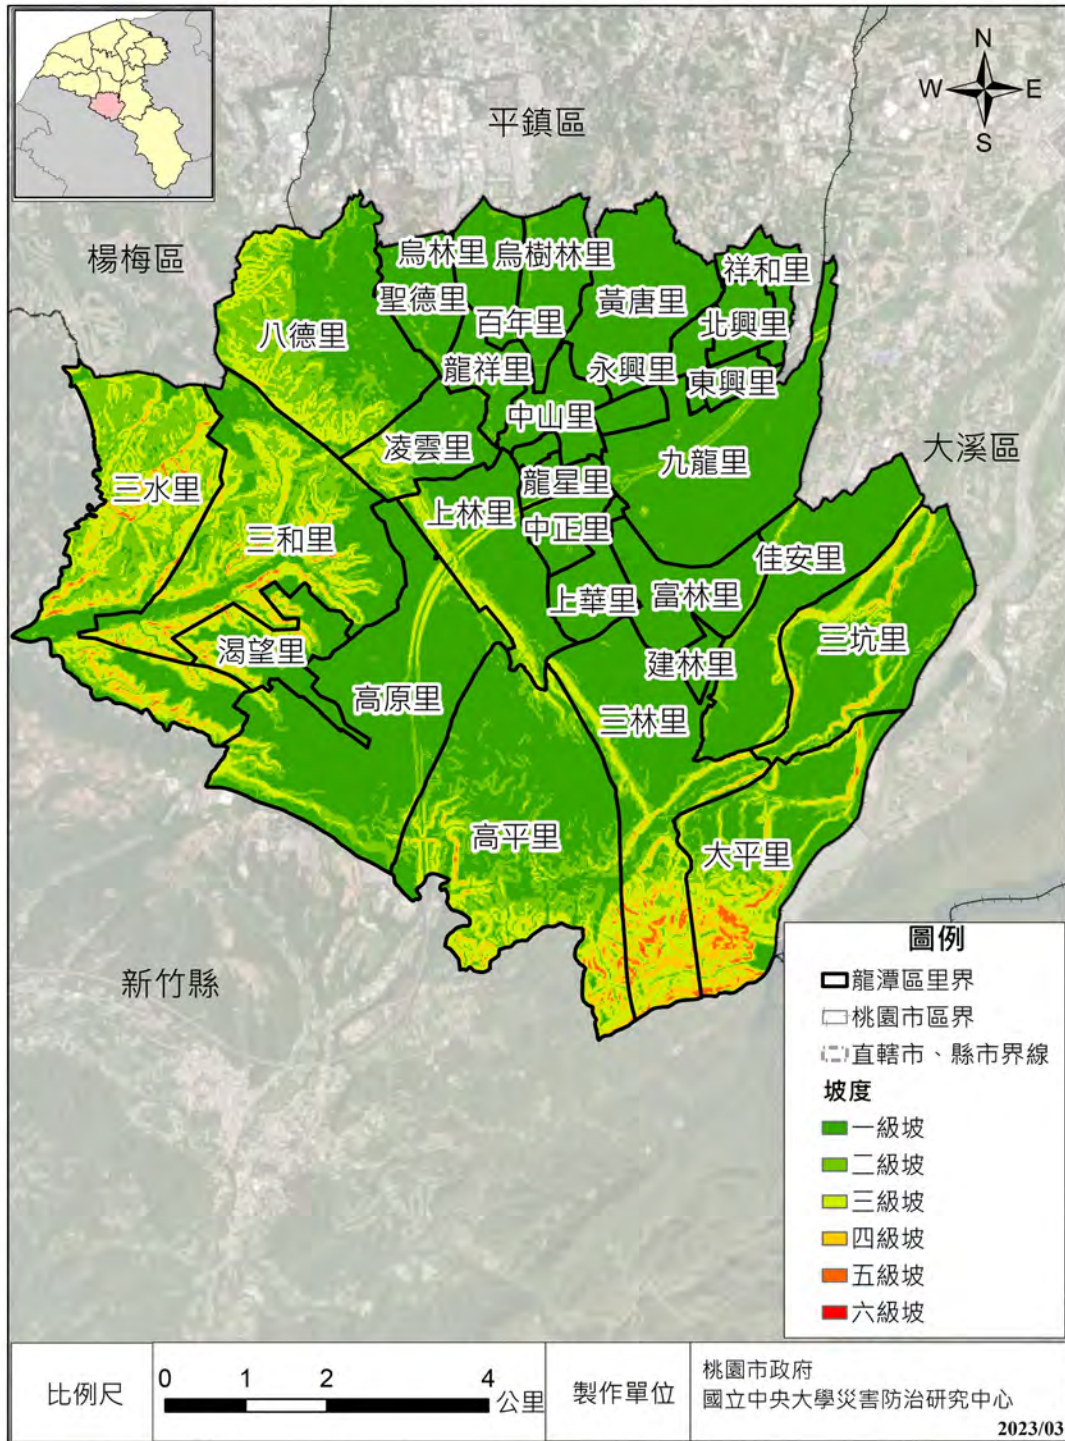 N
W E
S
平鎮區
楊梅區
大溪區
新竹縣
烏林里
烏樹林里
祥和里
聖德里
黃唐里
八德里
百年里
北興里
龍祥里
永興里
東興里
中山里
凌雲里
九龍里
三水里
龍星里
上林里
三和里
中正里
佳安里
上華里
富林里
三坑里
渴望里
建林里
高原里
三林里
高平里
大平里
圖例
龍潭區里界
桃園市區界
直轄市、縣市界線
坡度
一級坡
二級坡
三級坡
四級坡
五級坡
六級坡
比例尺
0 1 2 4
公里
製作單位
桃園市政府
國立中央大學災害防治研究中心
2023/03